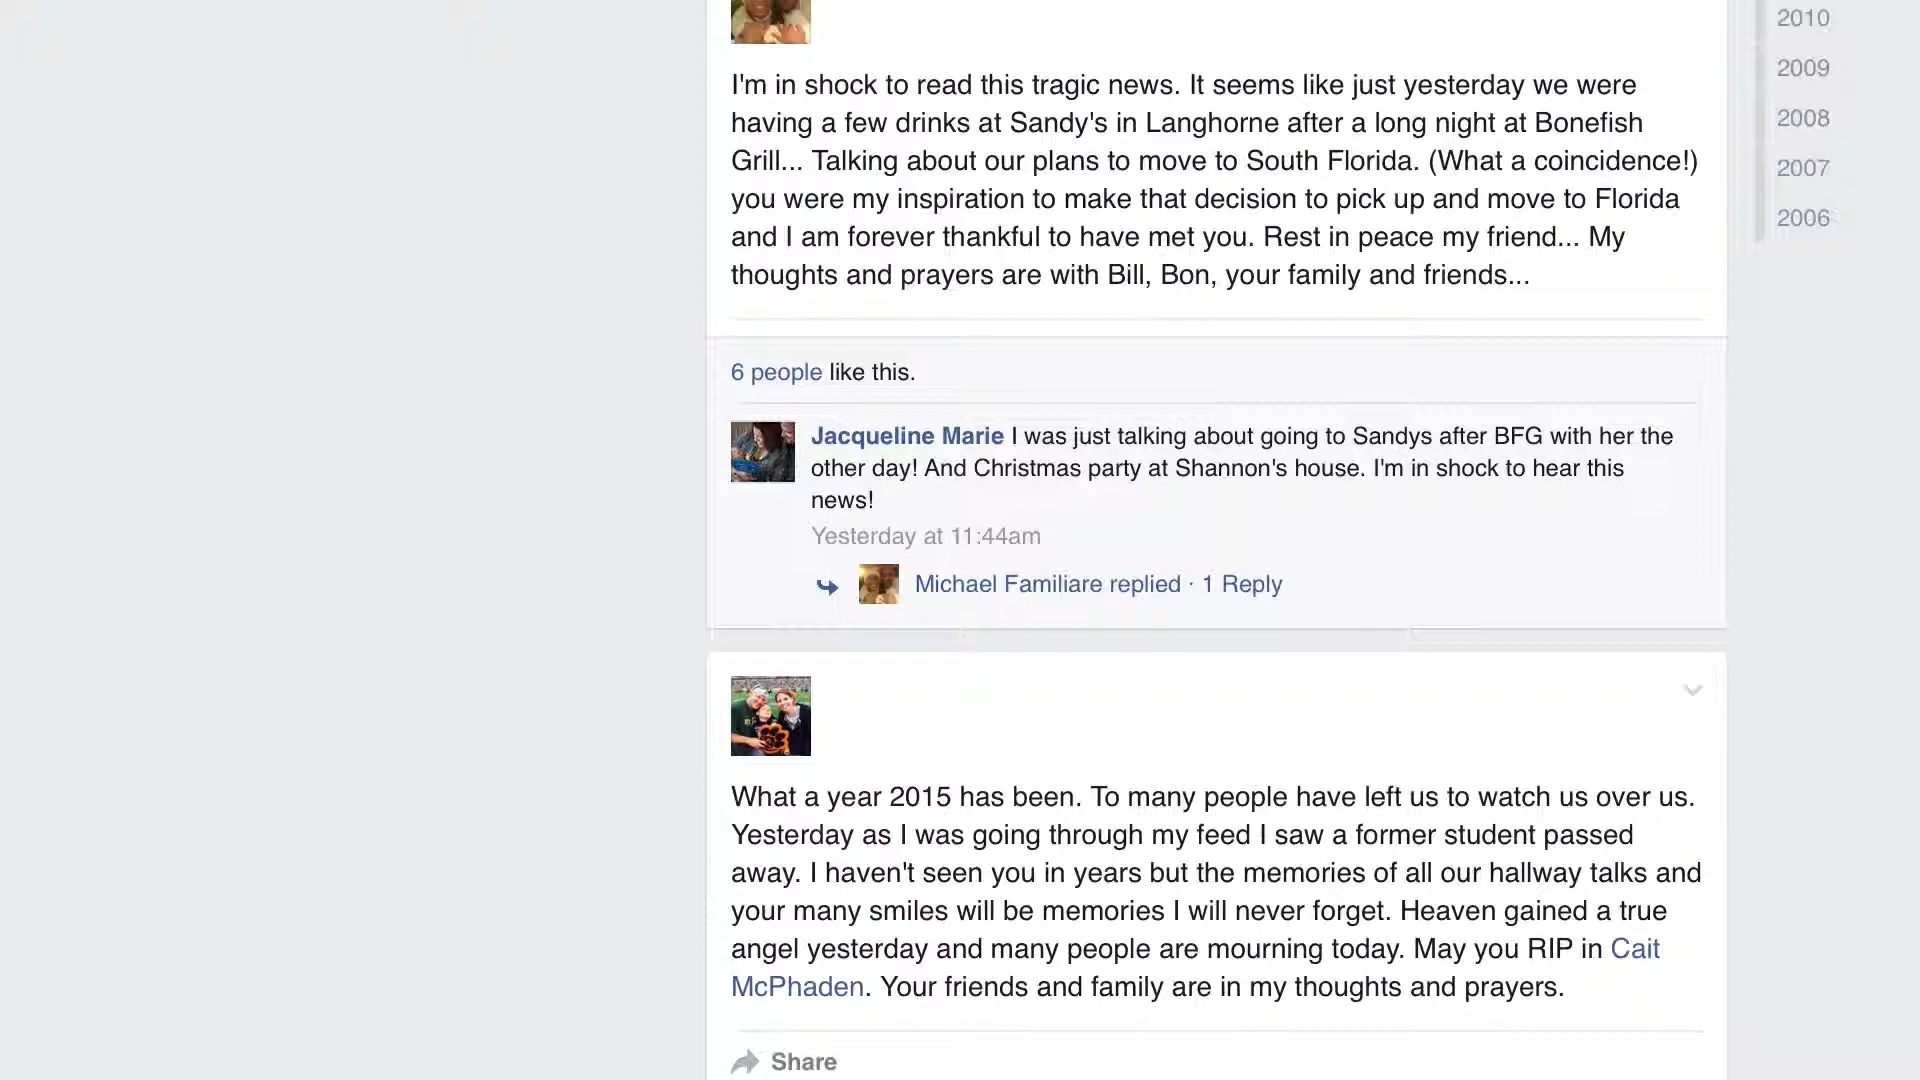 I'm in shock to read this tragic news. It seems like just yesterday we were
having a few drinks at Sandy's in Langhorne after a long night at Bonefish
Grill... Talking about our plans to move to South Florida. (What a coincidence!)
you were my inspiration to make that decision to pick up and move to Florida
and I am forever thankful to have met you. Rest in peace my friend... My
thoughts and prayers are with Bill, Bon, your family and friends...
6 people like this.
Jacqueline Marie I was just talking about going to Sandys after BFG with her the
other day! And Christmas party at Shannon's house. I'm in shock to hear this
news!
Yesterday at 11:44am
Michael Familiare replied · 1 Reply
What a year 2015 has been. To many people have left us to watch us over us.
Yesterday as I was going through my feed I saw a former student passed
away. I haven't seen you in years but the memories of all our hallway talks and
your many smiles will be memories I will never forget. Heaven gained a true
angel yesterday and many people are mourning today. May you RIP in Cait
McPhaden. Your friends and family are in my thoughts and prayers.
Share
2010
2009
2008
2007
2006